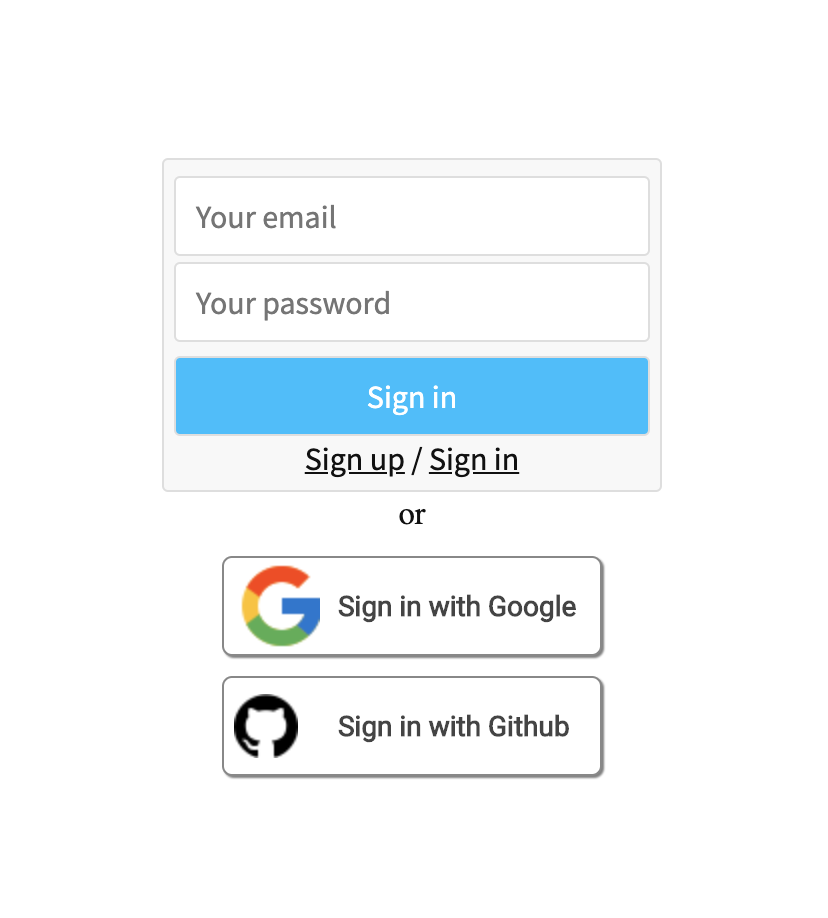 Your email
Your password
Sign in
Sign up / Sign in
or
Sign in with Google
Sign in with Github